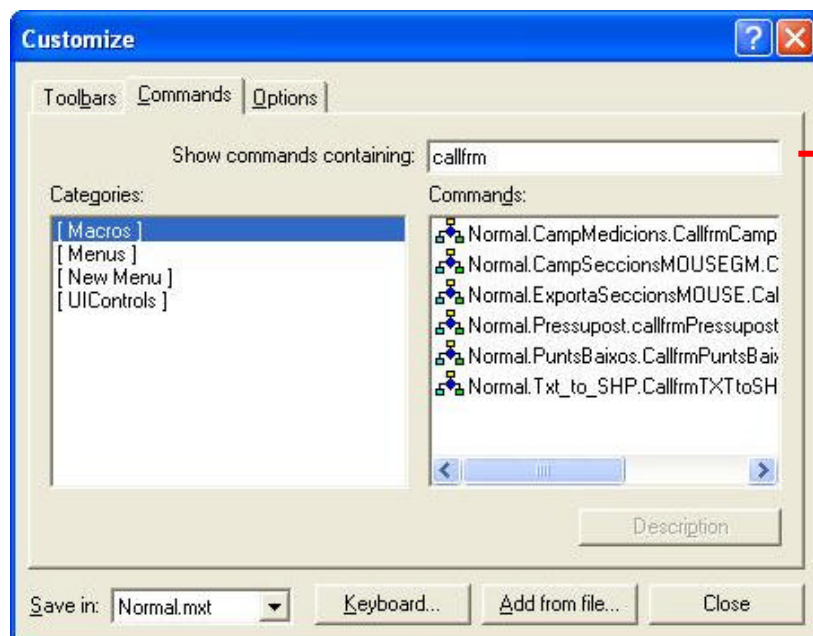 Customize
Toolbars Commands Options
Show commands containing: callfrm
Categories:
[ Macros ]
[ Menus ]
[ New Menu ]
[ UIControls ]
Commands:
Normal.CampMedicions.CallfrmCamp
Normal.CampSeccionsMOUSEGM.C
Normal.ExportaSeccionsMOUSE.Cal
Normal.Pressupost.callfrmPressupost
Normal.PuntsBaixos.CallfrmPuntsBaix
Normal.Txt_to_SHP.CallfrmTXTtoSH
Description
Save in: Normal.mxt Keyboard... Add from file... Close